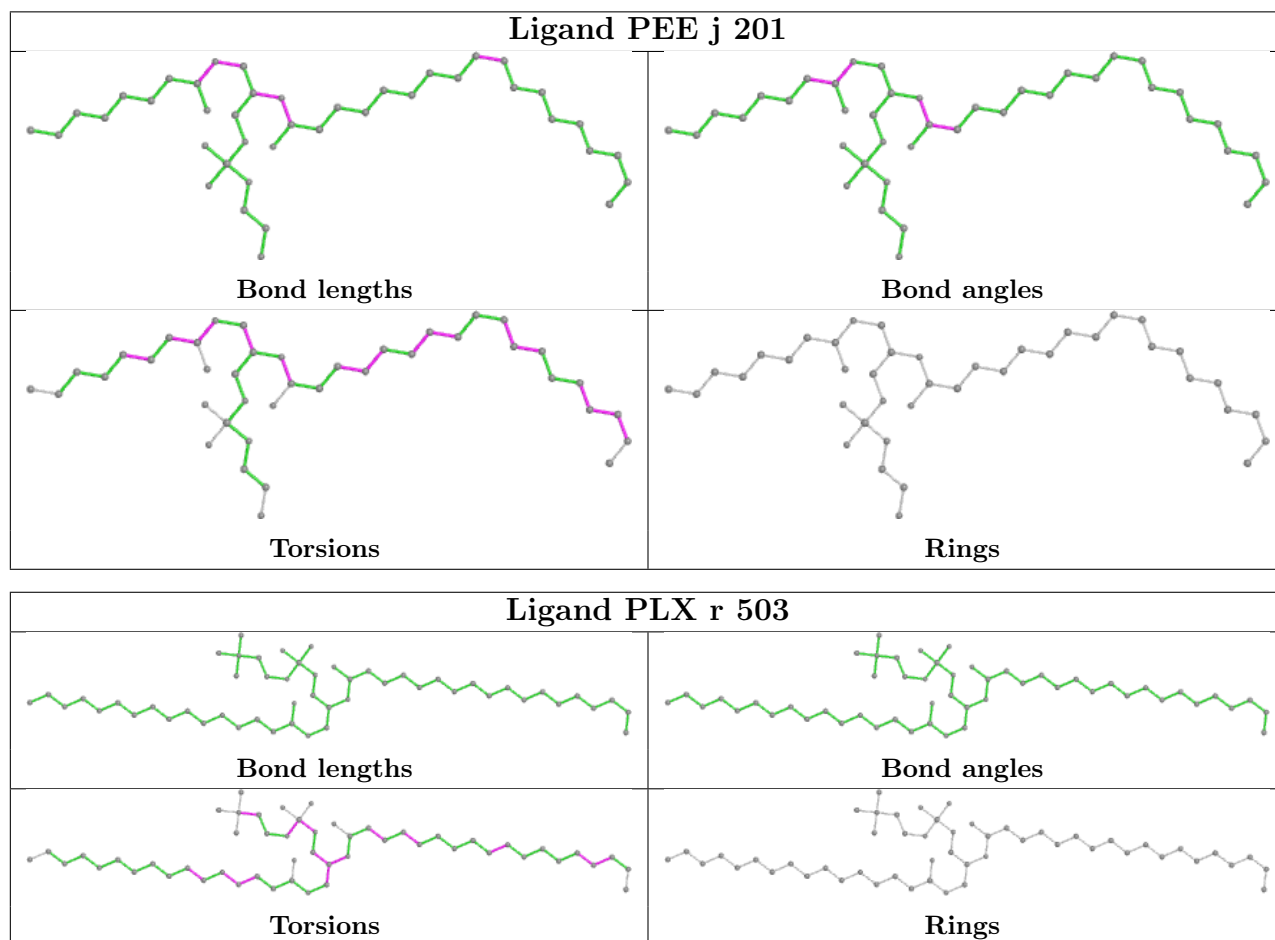 Ligand PEE j 201
Bond lengths
Bond angles
Torsions
Rings
Ligand PLX r 503
Bond lengths
Bond angles
Torsions
Rings